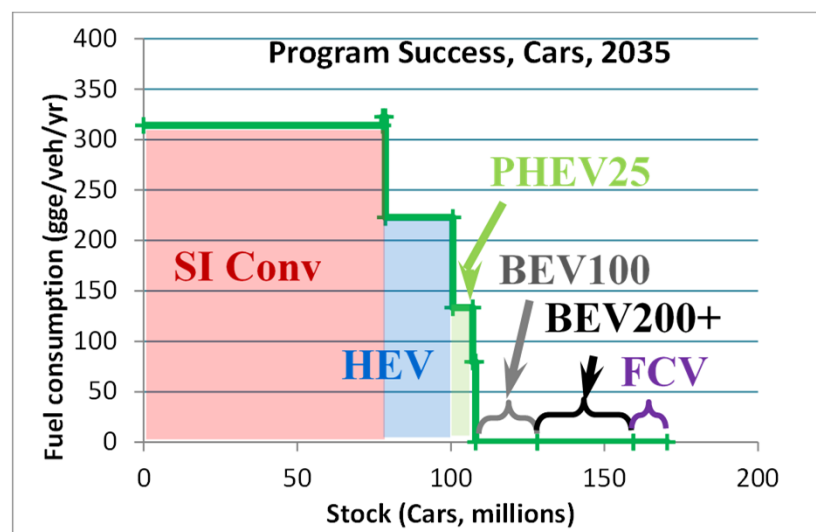 Program Success, Cars, 2035
Fuel consumption (gge/veh/yr)
400
350
300
250
200
150
100
50
0
SI Conv
HEV
PHEV25
BEV100
BEV200+
FCV
0 50 100 150 200
Stock (Cars, millions)